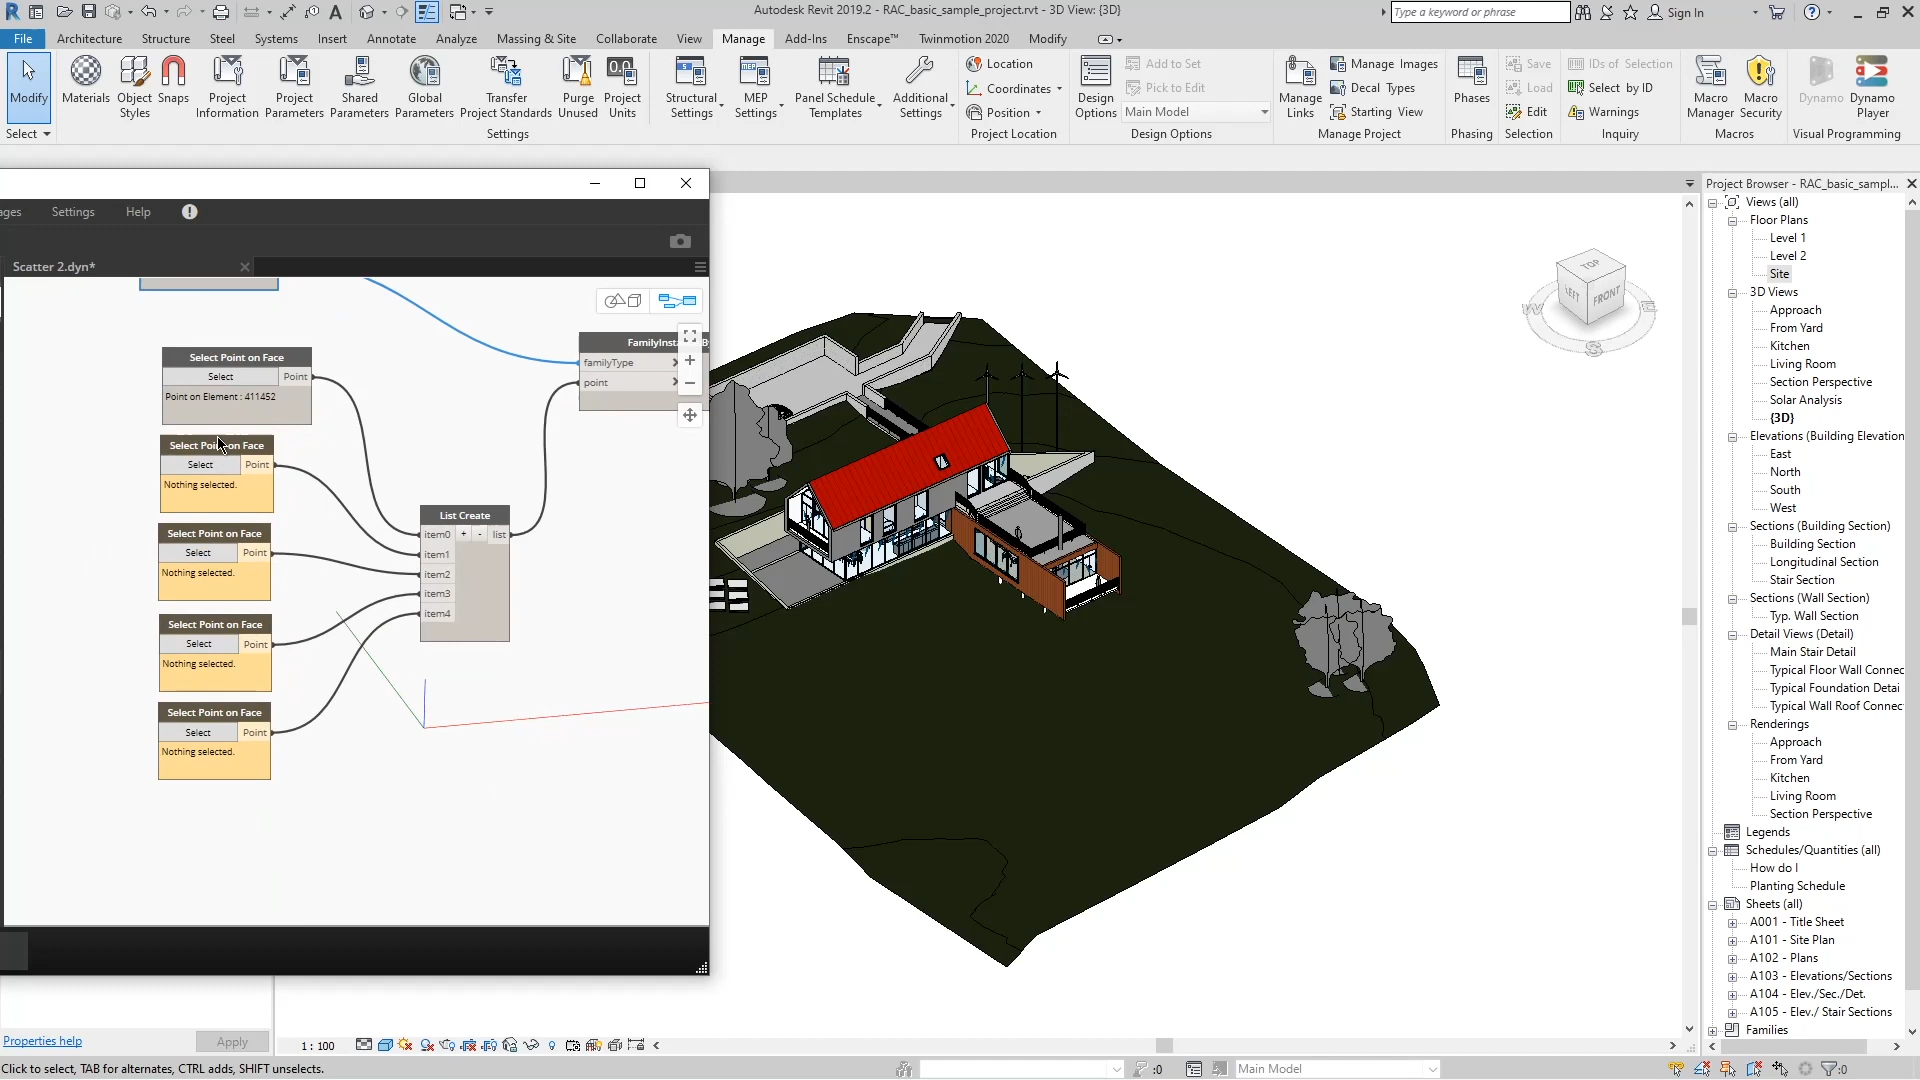 Autodesk Revit 2019.2 - RAC_basic_sample_project.rvt - 3D View: {3D}
Type a keyword or phrase
Sign In
File Architecture Structure Steel Systems Insert Annotate Analyze Massing & Site Collaborate View Manage Add-Ins Enscape™ Twinmotion 2020 Modify
Modify
Materials
Object Styles
Snaps
Project Information
Project Parameters
Shared Parameters
Global Parameters
Transfer Project Standards
Purge Unused
Project Units
Structural Settings
MEP Settings
Panel Schedule Templates
Additional Settings
Location
Coordinates
Position
Design Options
Add to Set
Pick to Edit
Main Model
Manage Links
Manage Images
Decal Types
Starting View
Phases
Save
Load
Edit
IDs of Selection
Select by ID
Warnings
Macro Manager
Macro Security
Dynamo
Dynamo Player
Select
Settings
Project Location
Design Options
Manage Project
Phasing
Selection
Inquiry
Macros
Visual Programming
ages Settings Help
Scatter 2.dyn*
Select Point on Face
Select Point
Point on Element : 411452
Select Point on Face
Select Point
Nothing selected.
Select Point on Face
Select Point
Nothing selected.
Select Point on Face
Select Point
Nothing selected.
Select Point on Face
Select Point
Nothing selected.
List Create
item0 + - list
item1
item2
item3
item4
FamilyInst
familyType
point
TOP
LEFT
FRONT
W
S
E
Project Browser - RAC_basic_sampl...
Views (all)
Floor Plans
Level 1
Level 2
Site
3D Views
Approach
From Yard
Kitchen
Living Room
Section Perspective
Solar Analysis
{3D}
Elevations (Building Elevation
East
North
South
West
Sections (Building Section)
Building Section
Longitudinal Section
Stair Section
Sections (Wall Section)
Typ. Wall Section
Detail Views (Detail)
Main Stair Detail
Typical Floor Wall Connec
Typical Foundation Detai
Typical Wall Roof Connec
Renderings
Approach
From Yard
Kitchen
Living Room
Section Perspective
Legends
Schedules/Quantities (all)
How do I
Planting Schedule
Sheets (all)
A001 - Title Sheet
A101 - Site Plan
A102 - Plans
A103 - Elevations/Sections
A104 - Elev./Sec./Det.
A105 - Elev./ Stair Sections
Families
Properties help
Apply
1 : 100
Click to select, TAB for alternates, CTRL adds, SHIFT unselects.
:0
Main Model
:0